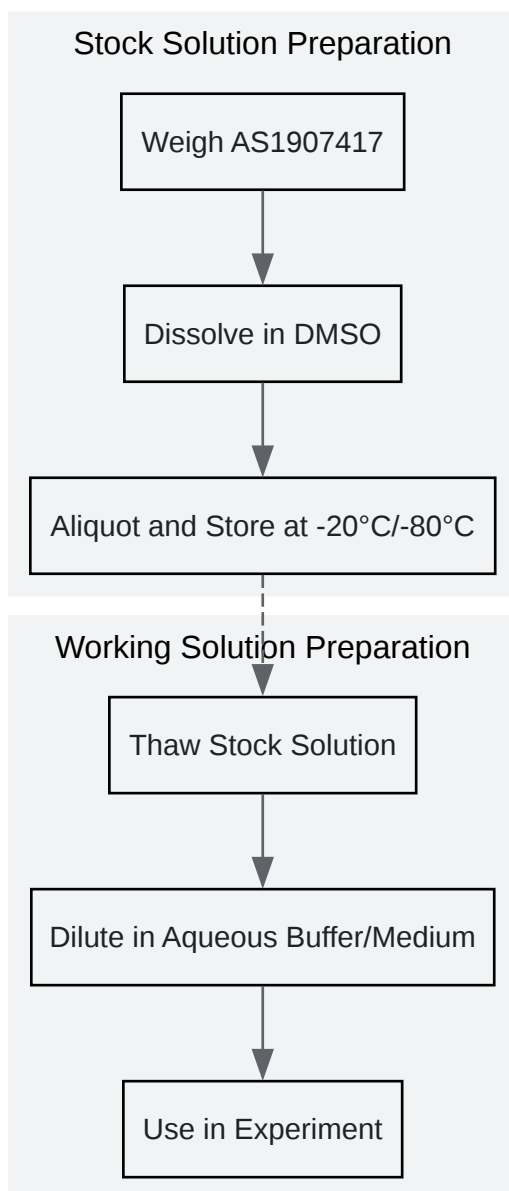 Stock Solution Preparation
Weigh AS1907417
Dissolve in DMSO
Aliquot and Store at -20°C/-80°C
Working Solution Preparation
Thaw Stock Solution
Dilute in Aqueous Buffer/Medium
Use in Experiment